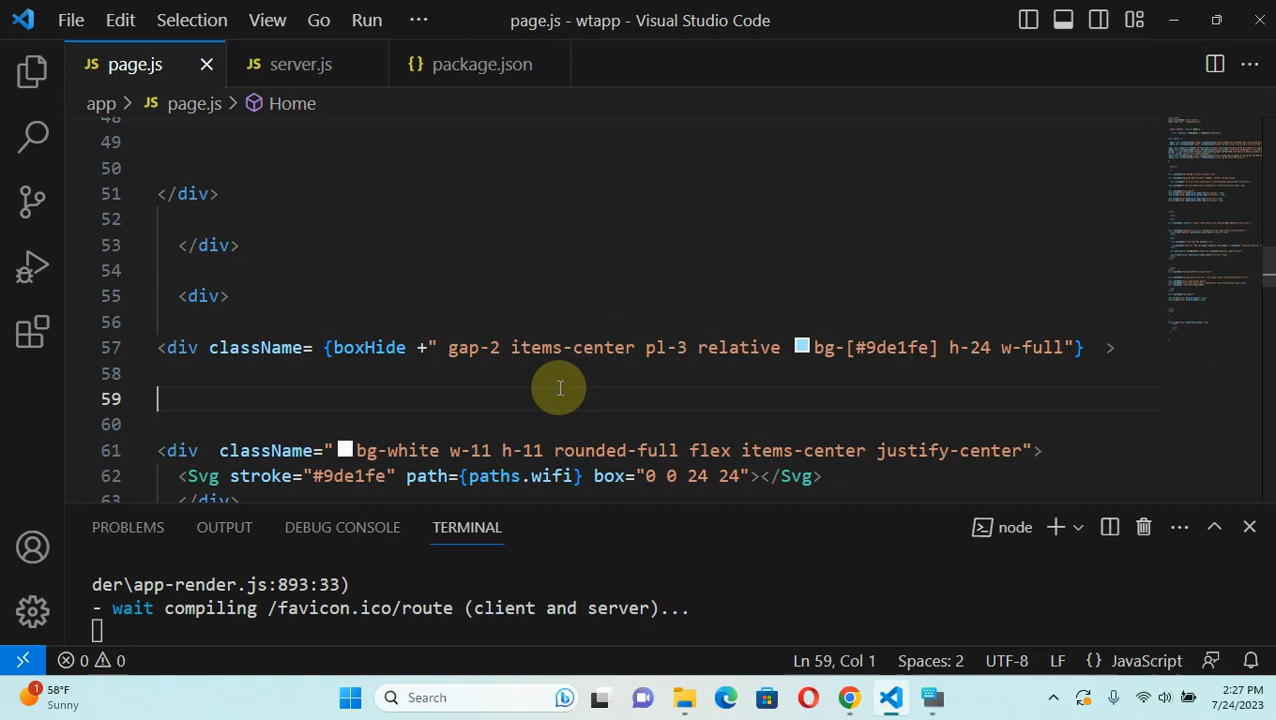 File Edit Selection View Go Run ··· page.js - wtapp - Visual Studio Code
JS page.js JS server.js {} package.json
app > JS page.js > Home
48
49
50
51 </div>
52
53 </div>
54
55 <div>
56
57 <div className= {boxHide +" gap-2 items-center pl-3 relative bg-[#9de1fe] h-24 w-full"} >
58
59
60
61 <div className=" bg-white w-11 h-11 rounded-full flex items-center justify-center">
62 <Svg stroke="#9de1fe" path={paths.wifi} box="0 0 24 24"></Svg>
63 </div>
PROBLEMS OUTPUT DEBUG CONSOLE TERMINAL node
der\app-render.js:893:33)
- wait compiling /favicon.ico/route (client and server)...
0 0 Ln 59, Col 1 Spaces: 2 UTF-8 LF {} JavaScript
1 58°F Search 2:27 PM
Sunny 7/24/2023